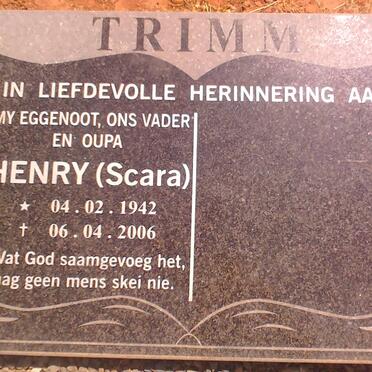 TRIMM
IN LIEFDEVOLLE HERINNERING AA
MY EGGENOOT, ONS VADER
EN OUPA
HENRY (Scara)
★ 04.02.1942
† 06.04.2006
Wat God saamgevoeg het,
mag geen mens skei nie.